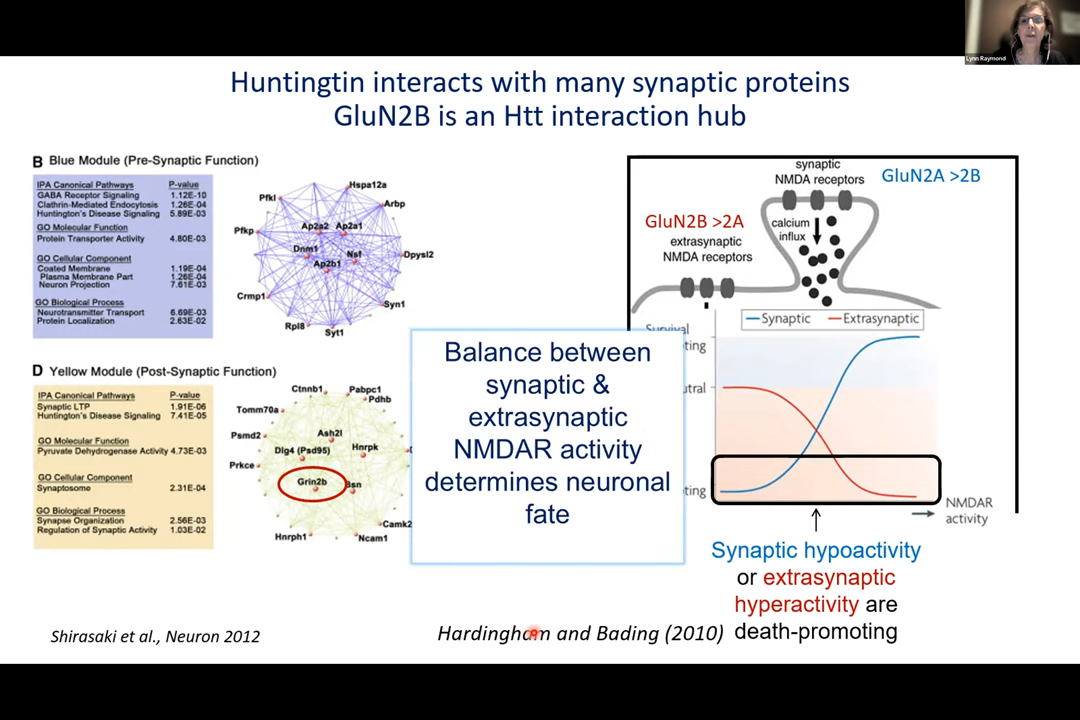 Lynn Raymond
Huntingtin interacts with many synaptic proteins
GluN2B is an Htt interaction hub
B Blue Module (Pre-Synaptic Function)
IPA Canonical Pathways P-value
GABA Receptor Signaling 1.12E-10
Clathrin-Mediated Endocytosis 1.26E-04
Huntington's Disease Signaling 5.89E-03
GO Molecular Function
Protein Transporter Activity 4.80E-03
GO Cellular Component
Coated Membrane 1.19E-04
Plasma Membrane Part 1.26E-04
Neuron Projection 7.61E-03
GO Biological Process
Neurotransmitter Transport 6.69E-03
Protein Localization 2.63E-02
Hspa12a
Pfkl
Arbp
Ap2a2 Ap2a1
Pfkp
Dnm1
Nsf
Dpysl2
Ap2b1
Crmp1
Syn1
Rpl8
Syt1
D Yellow Module (Post-Synaptic Function)
IPA Canonical Pathways P-value
Synaptic LTP 1.91E-06
Huntington's Disease Signaling 7.41E-05
GO Molecular Function
Pyruvate Dehydrogenase Activity 4.73E-03
GO Cellular Component
Synaptosome 2.31E-04
GO Biological Process
Synapse Organization 2.56E-03
Regulation of Synaptic Activity 1.03E-02
Ctnnb1
Pabpc1
Pdhb
Tomm70a
Psmd2
Ash2l
Dlg4 (Psd95)
Hnrpk
Prkce
Grin2b
Bsn
Camk2
Hnrph1
Ncam1
Balance between
synaptic &
extrasynaptic
NMDAR activity
determines neuronal
fate
synaptic
NMDA receptors
GluN2A >2B
GluN2B >2A
extrasynaptic
NMDA receptors
calcium
influx
Survival
Synaptic Extrasynaptic
NMDAR
activity
Synaptic hypoactivity
or extrasynaptic
hyperactivity are
death-promoting
Shirasaki et al., Neuron 2012
Hardingham and Bading (2010)